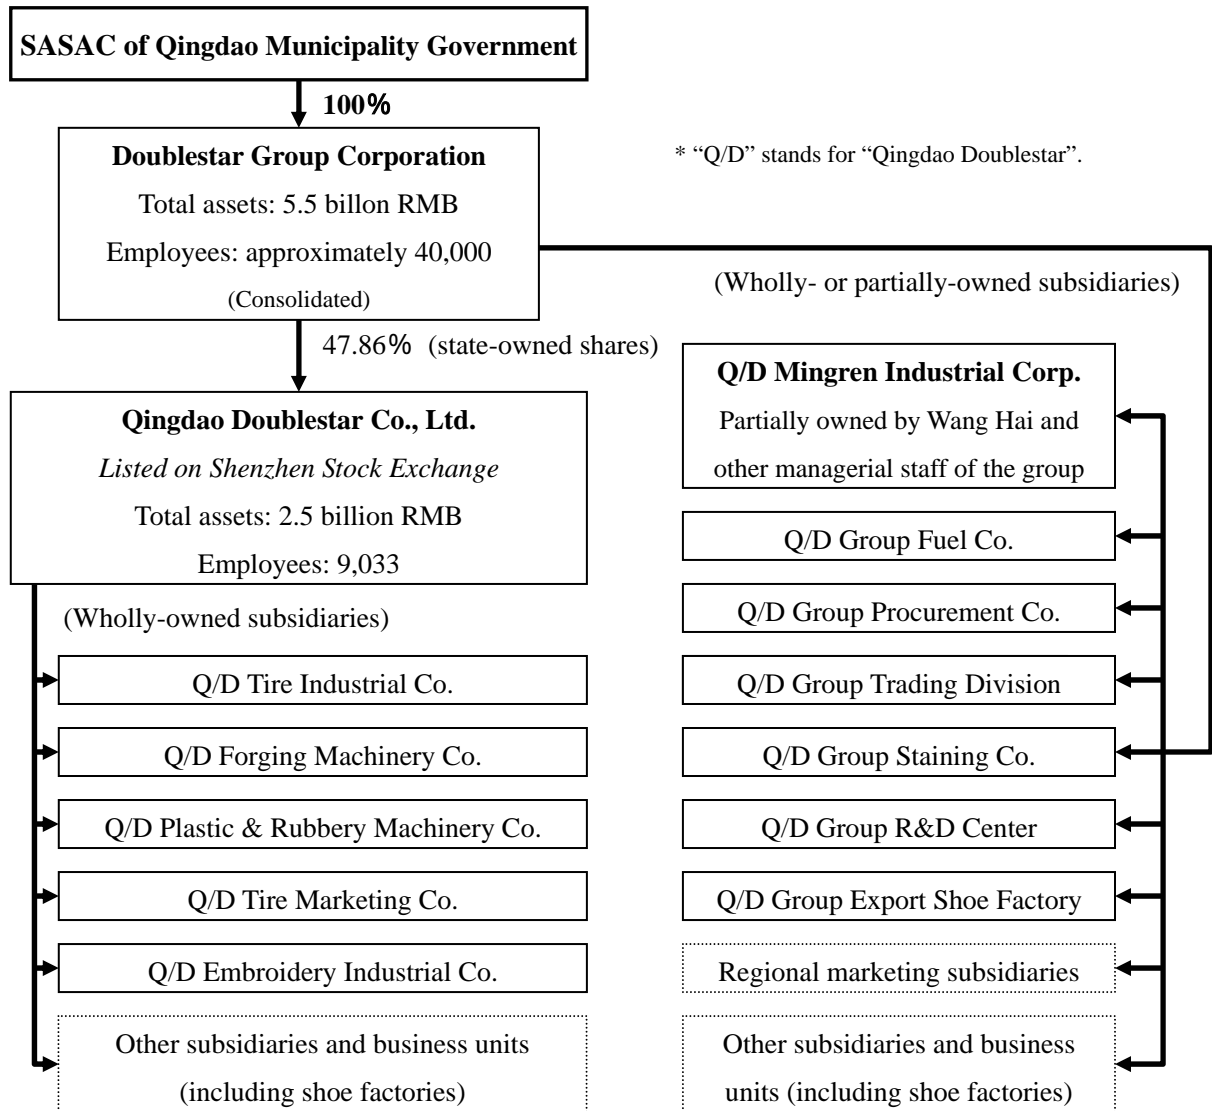 SASAC of Qingdao Municipality Government
100%
Doublestar Group Corporation
Total assets: 5.5 billon RMB
Employees: approximately 40,000
(Consolidated)
* “Q/D” stands for “Qingdao Doublestar”.
(Wholly- or partially-owned subsidiaries)
47.86% (state-owned shares)
Qingdao Doublestar Co., Ltd.
Listed on Shenzhen Stock Exchange
Total assets: 2.5 billion RMB
Employees: 9,033
(Wholly-owned subsidiaries)
Q/D Tire Industrial Co.
Q/D Forging Machinery Co.
Q/D Plastic & Rubbery Machinery Co.
Q/D Tire Marketing Co.
Q/D Embroidery Industrial Co.
Other subsidiaries and business units
(including shoe factories)
Q/D Mingren Industrial Corp.
Partially owned by Wang Hai and
other managerial staff of the group
Q/D Group Fuel Co.
Q/D Group Procurement Co.
Q/D Group Trading Division
Q/D Group Staining Co.
Q/D Group R&D Center
Q/D Group Export Shoe Factory
Regional marketing subsidiaries
Other subsidiaries and business
units (including shoe factories)